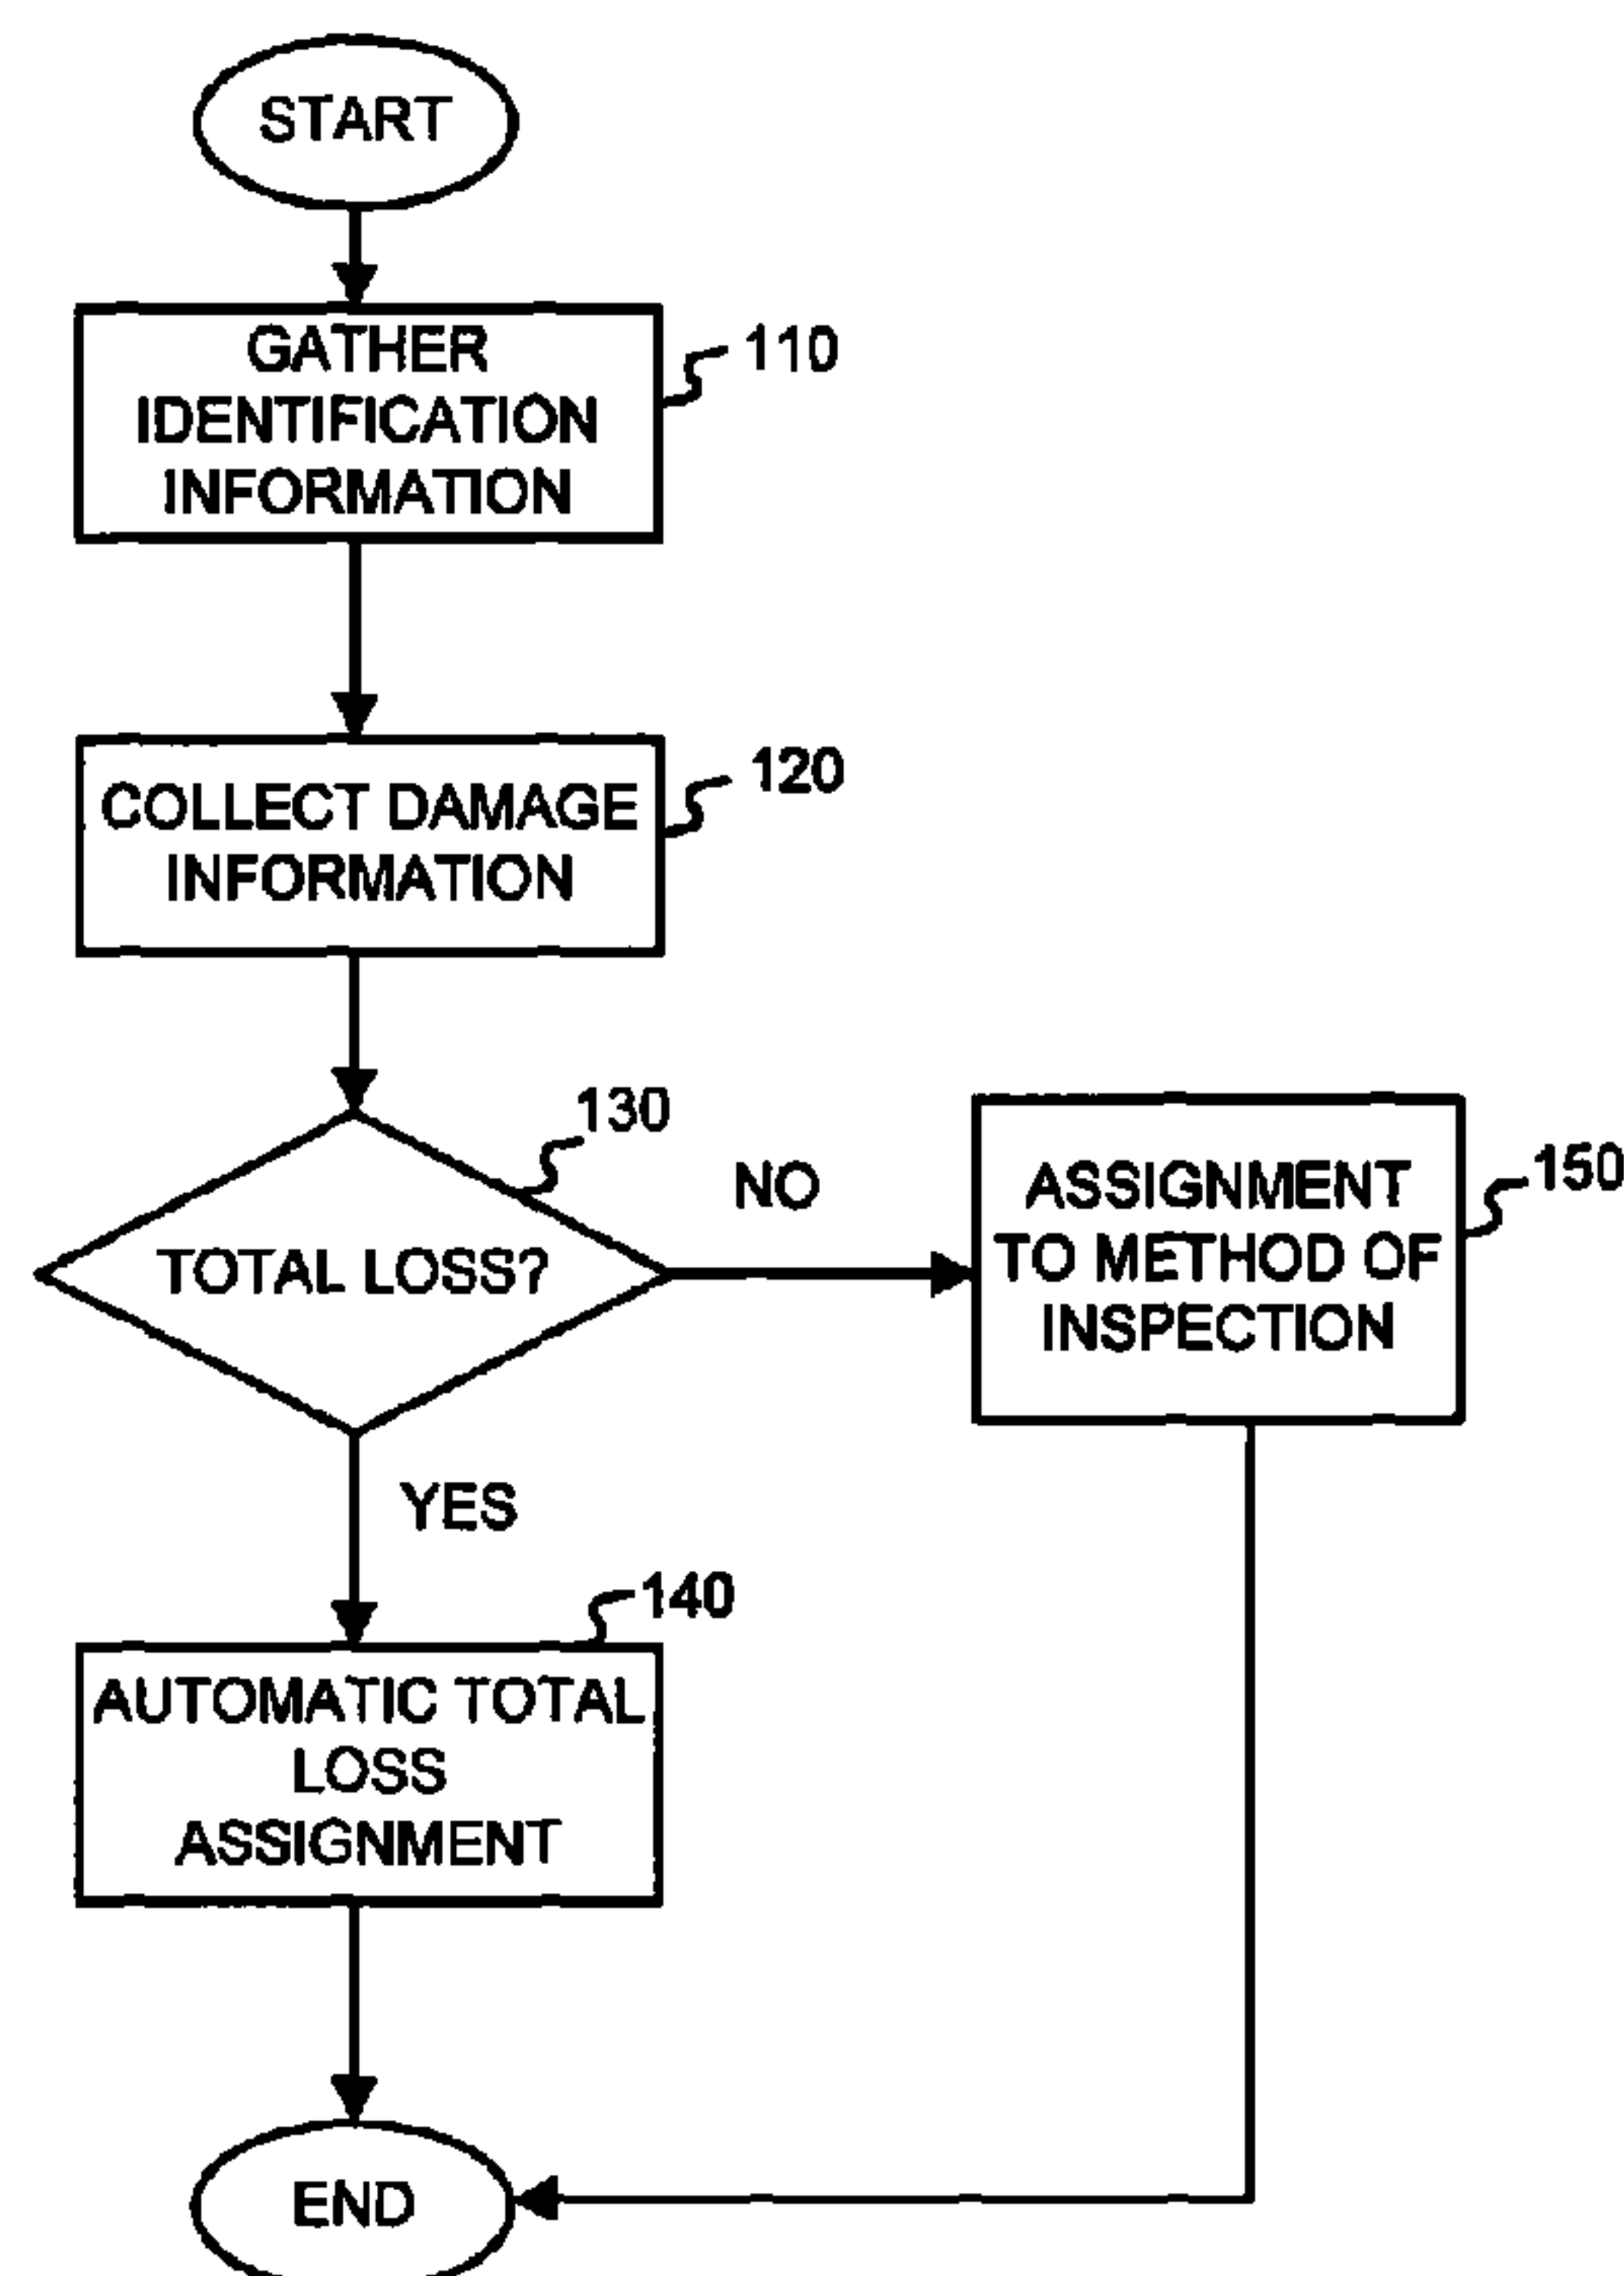 START
GATHER
IDENTIFICATION
INFORMATION
110
COLLECT DAMAGE
INFORMATION
120
130
TOTAL LOSS?
NO
ASSIGNMENT
TO METHOD OF
INSPECTION
150
YES
140
AUTOMATIC TOTAL
LOSS
ASSIGNMENT
END